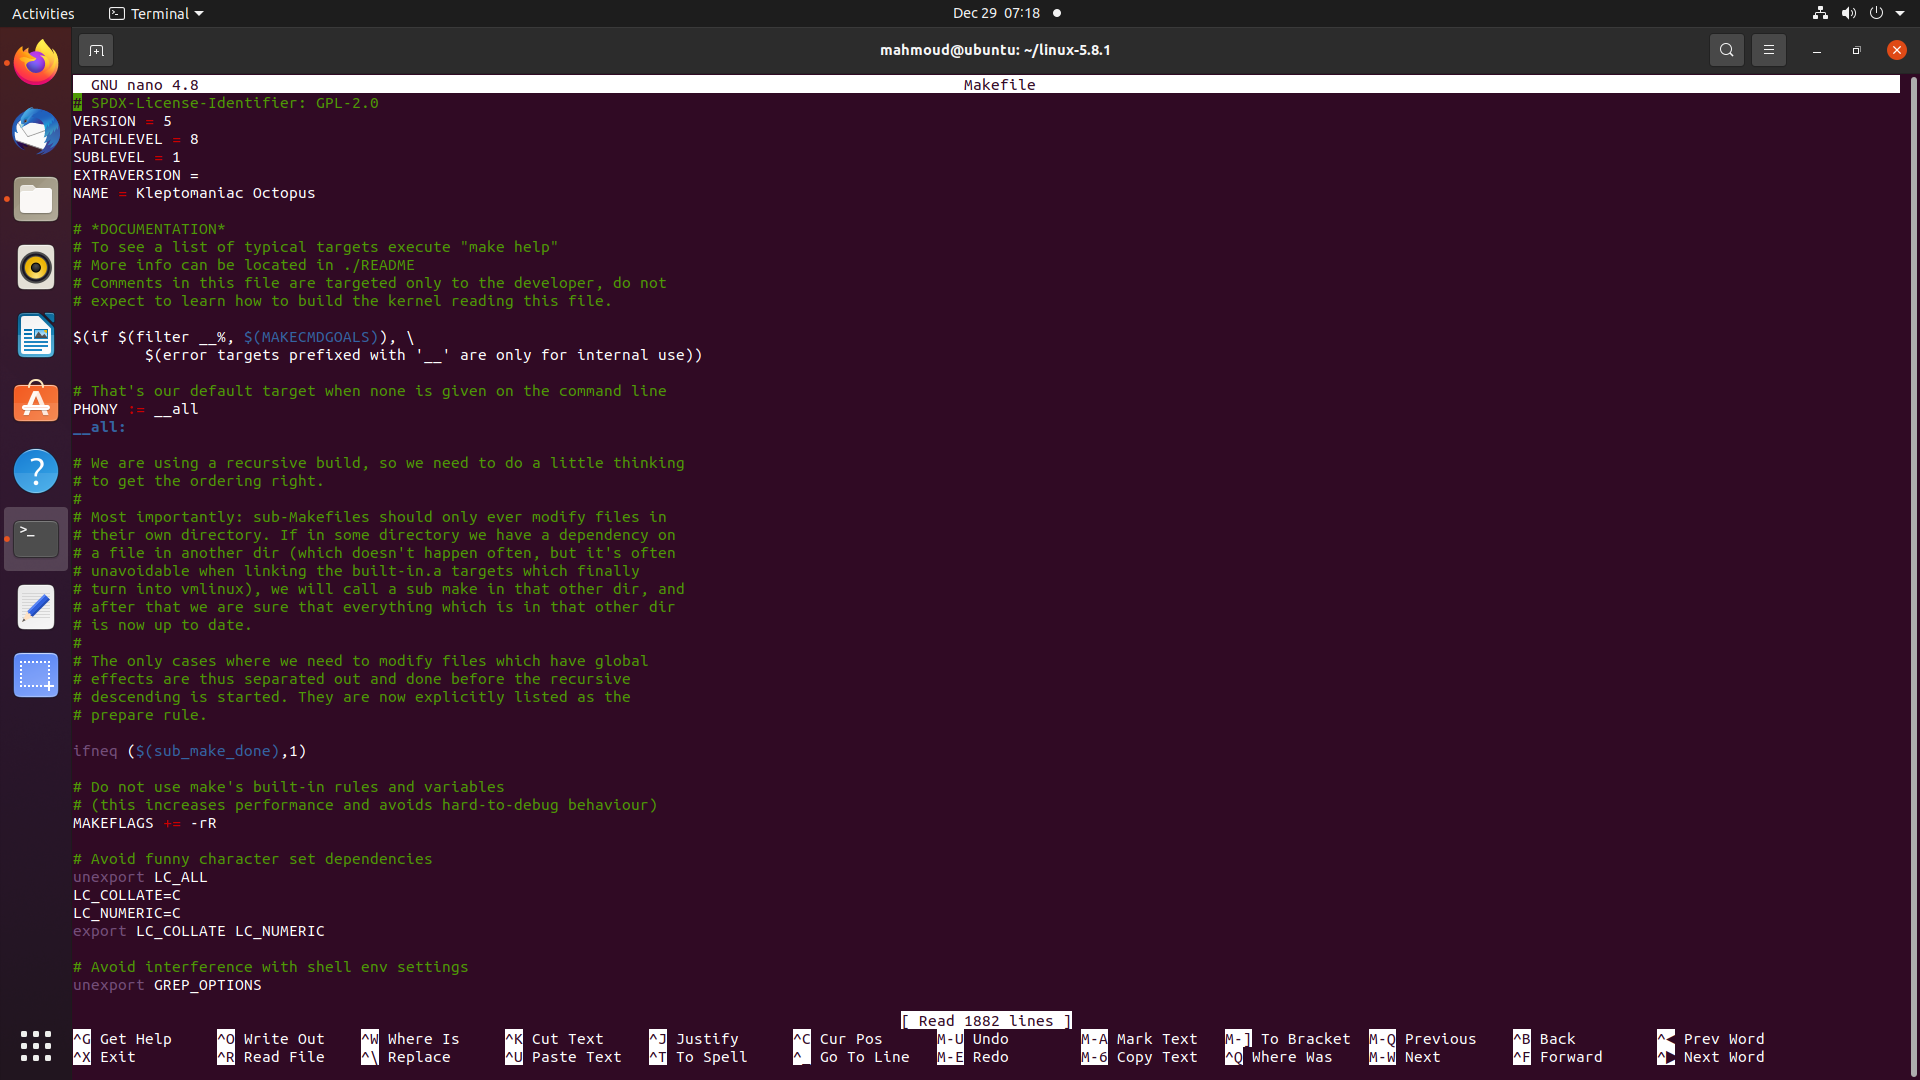 Activities
Terminal
Dec 29 07:18
mahmoud@ubuntu: ~/linux-5.8.1
GNU nano 4.8 Makefile
# SPDX-License-Identifier: GPL-2.0
VERSION = 5
PATCHLEVEL = 8
SUBLEVEL = 1
EXTRAVERSION =
NAME = Kleptomaniac Octopus
# *DOCUMENTATION*
# To see a list of typical targets execute "make help"
# More info can be located in ./README
# Comments in this file are targeted only to the developer, do not
# expect to learn how to build the kernel reading this file.
$(if $(filter __%, $(MAKECMDGOALS)), \
$(error targets prefixed with '__' are only for internal use))
# That's our default target when none is given on the command line
PHONY := __all
__all:
# We are using a recursive build, so we need to do a little thinking
# to get the ordering right.
#
# Most importantly: sub-Makefiles should only ever modify files in
# their own directory. If in some directory we have a dependency on
# a file in another dir (which doesn't happen often, but it's often
# unavoidable when linking the built-in.a targets which finally
# turn into vmlinux), we will call a sub make in that other dir, and
# after that we are sure that everything which is in that other dir
# is now up to date.
#
# The only cases where we need to modify files which have global
# effects are thus separated out and done before the recursive
# descending is started. They are now explicitly listed as the
# prepare rule.
ifneq ($(sub_make_done),1)
# Do not use make's built-in rules and variables
# (this increases performance and avoids hard-to-debug behaviour)
MAKEFLAGS += -rR
# Avoid funny character set dependencies
unexport LC_ALL
LC_COLLATE=C
LC_NUMERIC=C
export LC_COLLATE LC_NUMERIC
# Avoid interference with shell env settings
unexport GREP_OPTIONS
[ Read 1882 lines ]
^G Get Help ^O Write Out ^W Where Is ^K Cut Text ^J Justify ^C Cur Pos M-U Undo M-A Mark Text M-] To Bracket M-Q Previous ^B Back ^◀ Prev Word
^X Exit ^R Read File ^\ Replace ^U Paste Text ^T To Spell ^_ Go To Line M-E Redo M-6 Copy Text ^Q Where Was M-W Next ^F Forward ^▶ Next Word